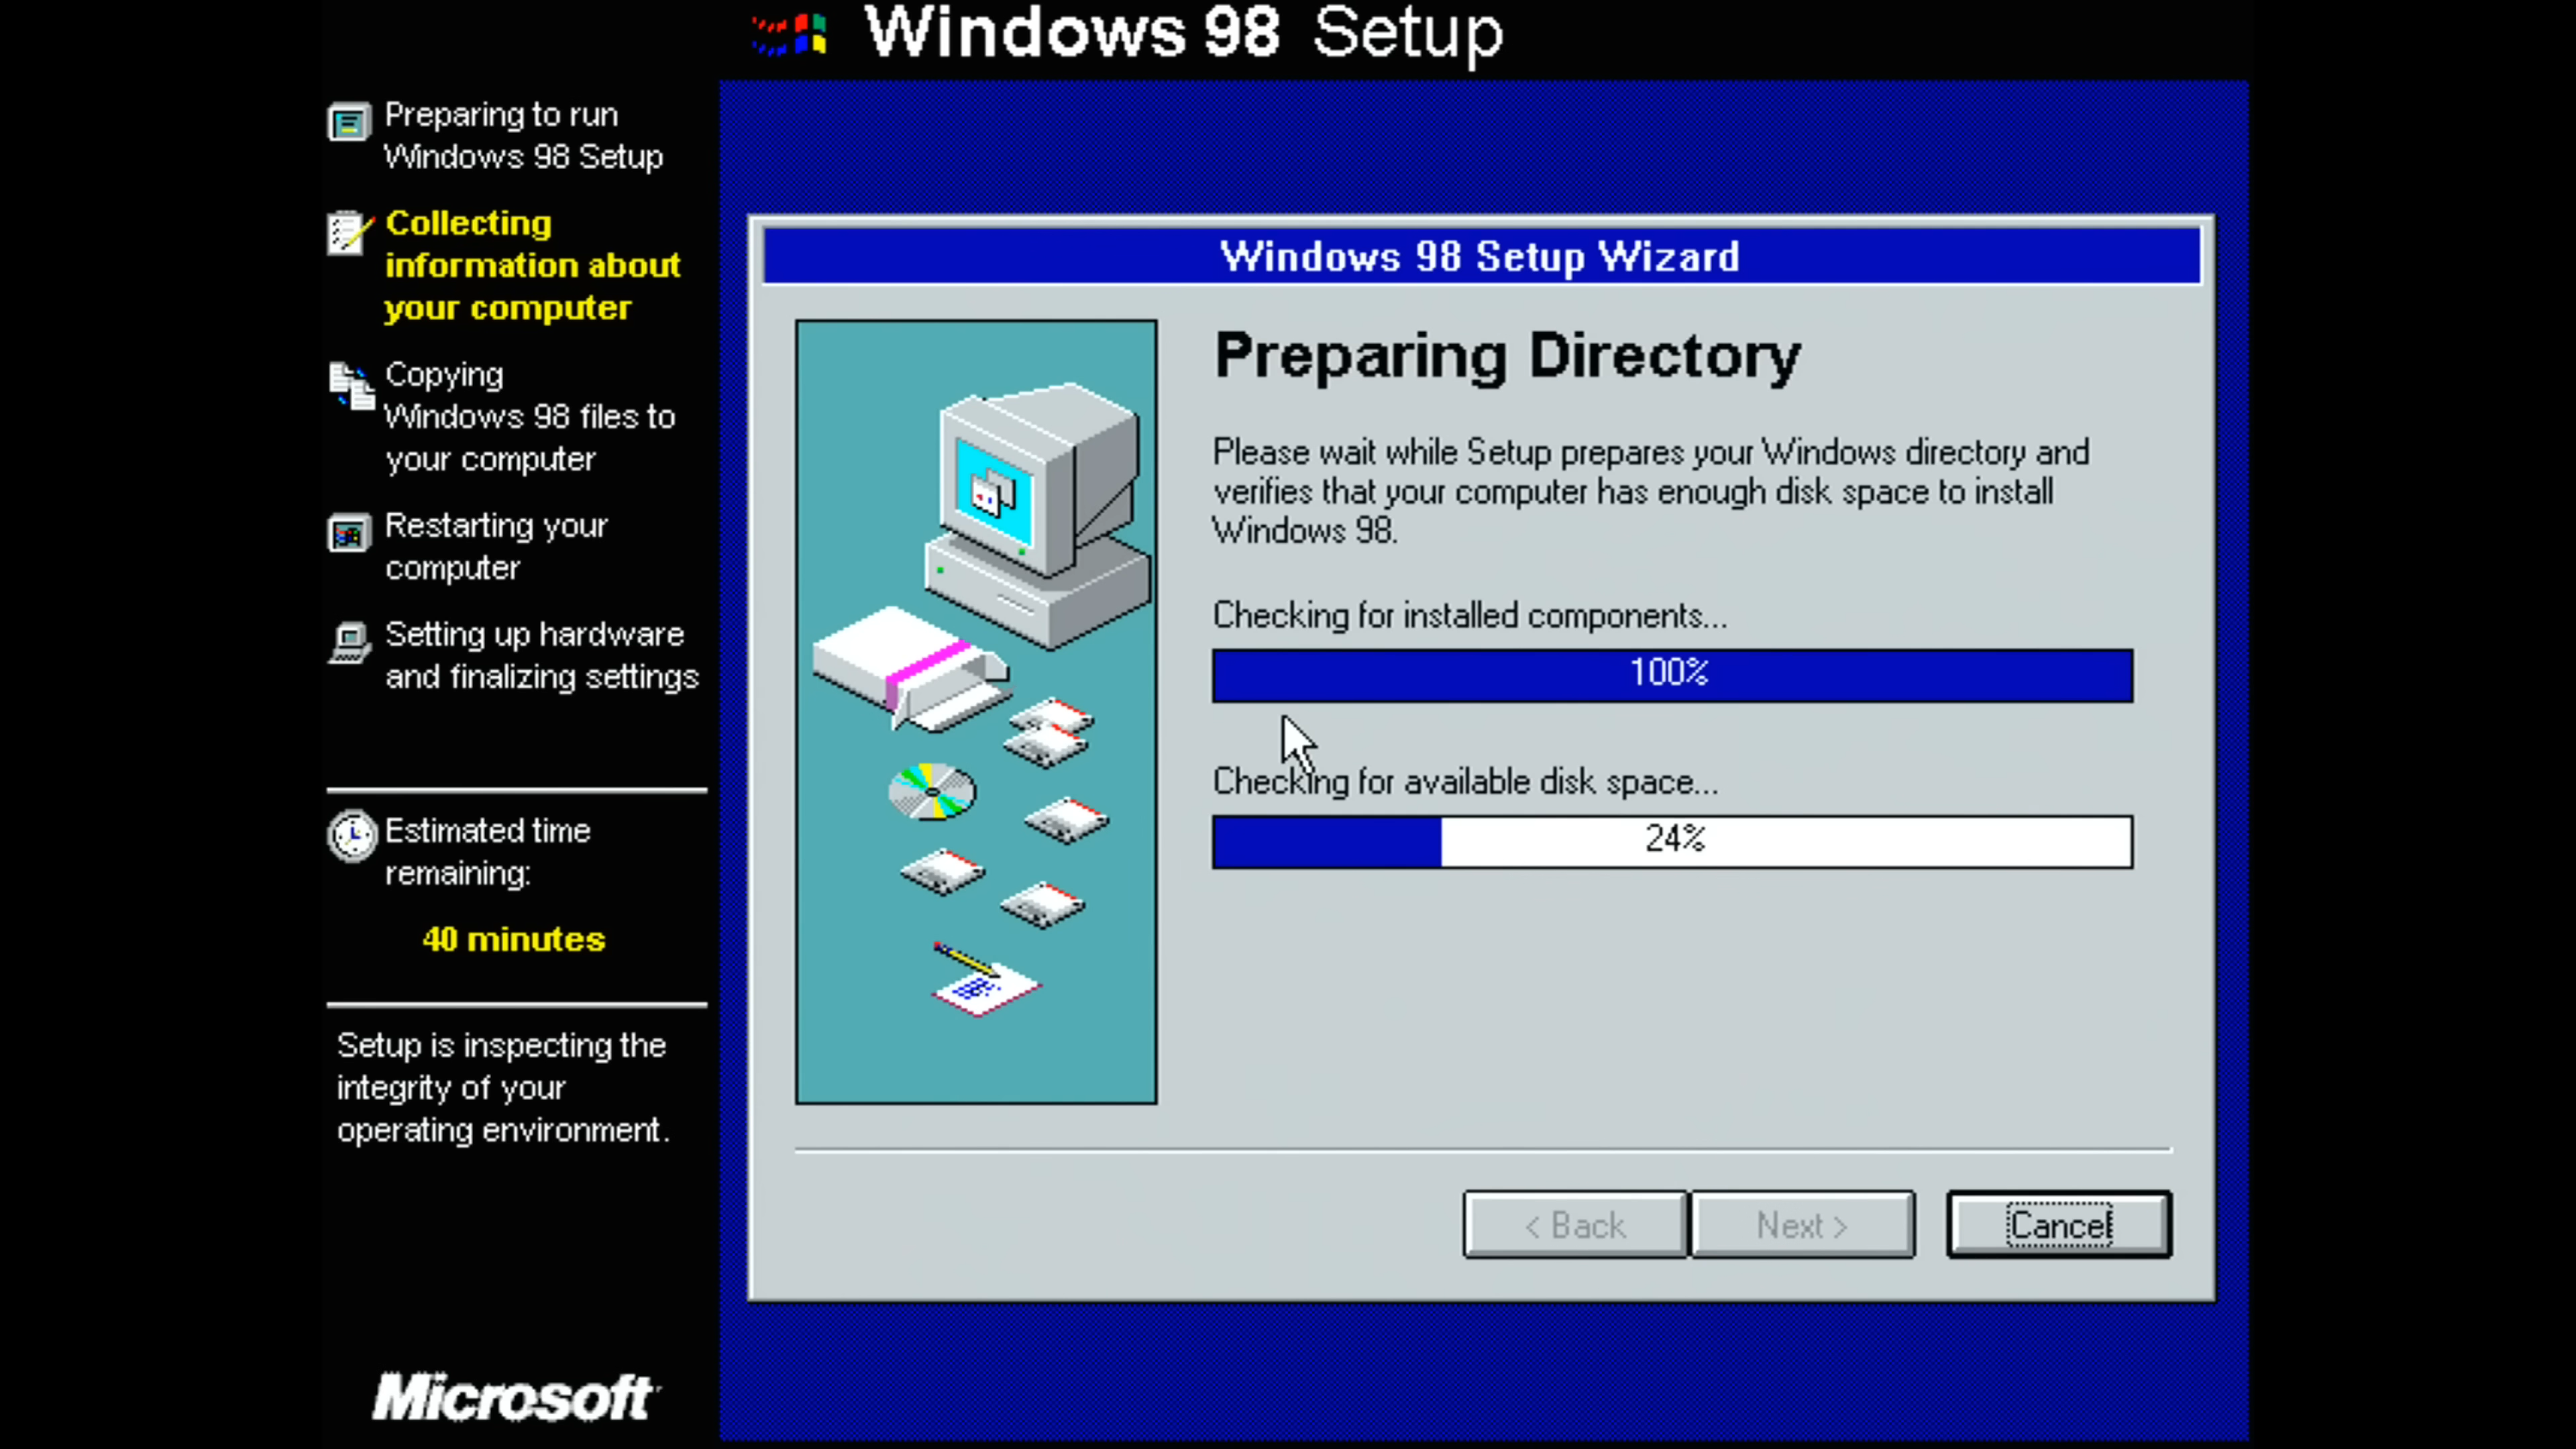 Windows 98 Setup
Preparing to run
Windows 98 Setup
Collecting
information about
your computer
Copying
Windows 98 files to
your computer
Restarting your
computer
Setting up hardware
and finalizing settings
Estimated time
remaining:
40 minutes
Setup is inspecting the
integrity of your
operating environment.
Microsoft
Windows 98 Setup Wizard
Preparing Directory
Please wait while Setup prepares your Windows directory and
verifies that your computer has enough disk space to install
Windows 98.
Checking for installed components...
100%
Checking for available disk space...
24%
< Back
Next >
Cancel